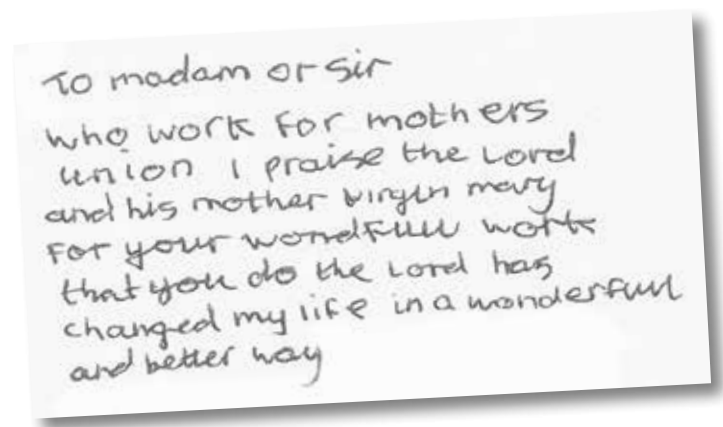 To madam or sir
who work for mothers
union I praise the Lord
and his mother virgin mary
For your wondfull work
that you do the Lord has
changed my life in a wonderfull
and better way